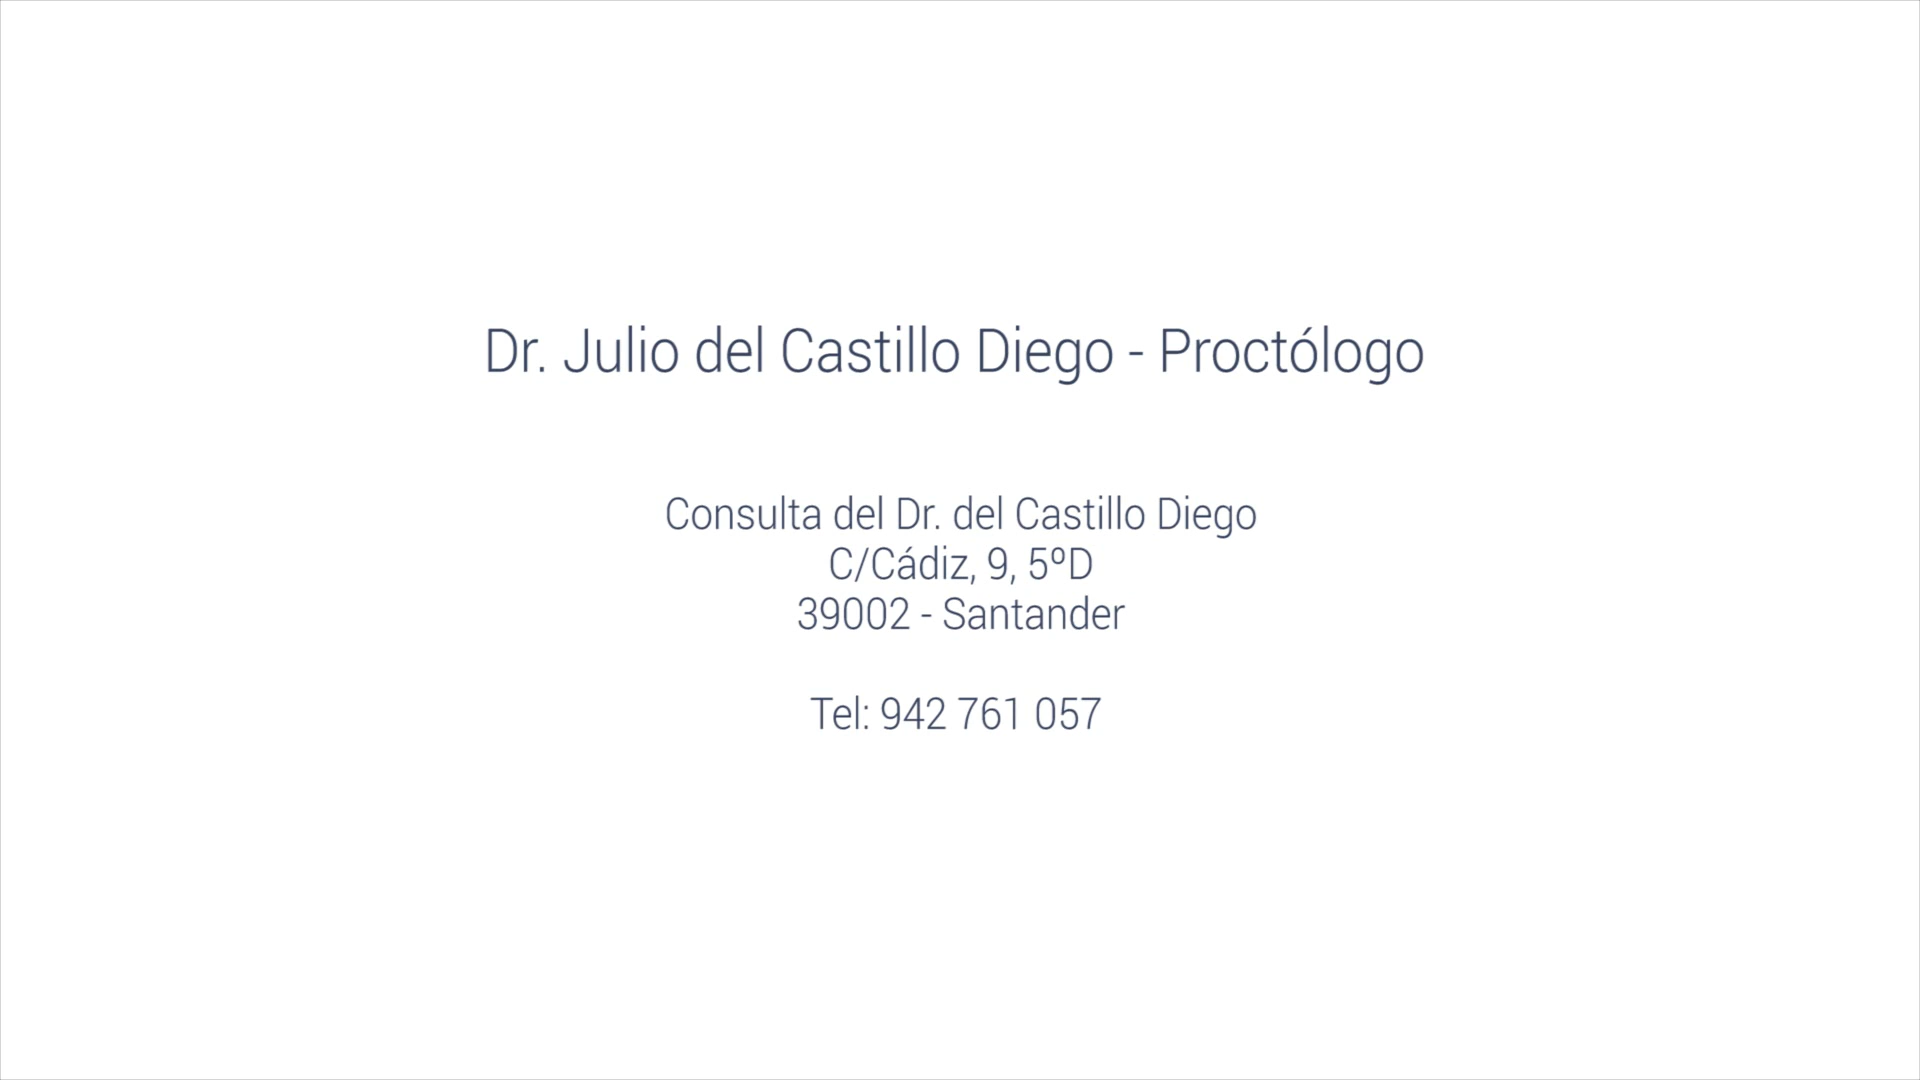 Dr. Julio del Castillo Diego - Proctólogo
Consulta del Dr. del Castillo Diego
C/Cádiz, 9, 5ºD
39002 - Santander
Tel: 942 761 057